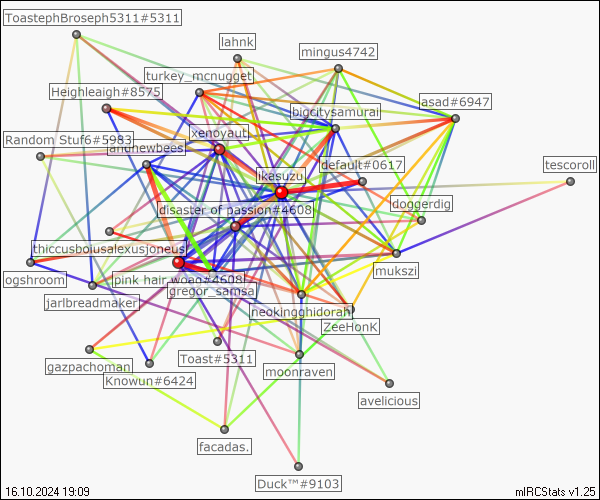 ToastephBroseph5311#5311
lahnk
mingus4742
turkey_mcnugget
Heighleaigh#8575
asad#6947
bigcitysamurai
xenoyaut
Random Stuf6#5983
andnewbees
default#0617
tescoroll
ikasuzu
doggerdig
disaster of passion#4608
thiccusboiusalexusjoneus
mukszi
ogshroom
pink hair woan#4608
gregor_samsa
jarlbreadmaker
neokingghidorah
ZeeHonK
Toast#5311
gazpachoman
moonraven
Knowun#6424
avelicious
facadas.
Duck™#9103
16.10.2024 19:09
mIRCStats v1.25